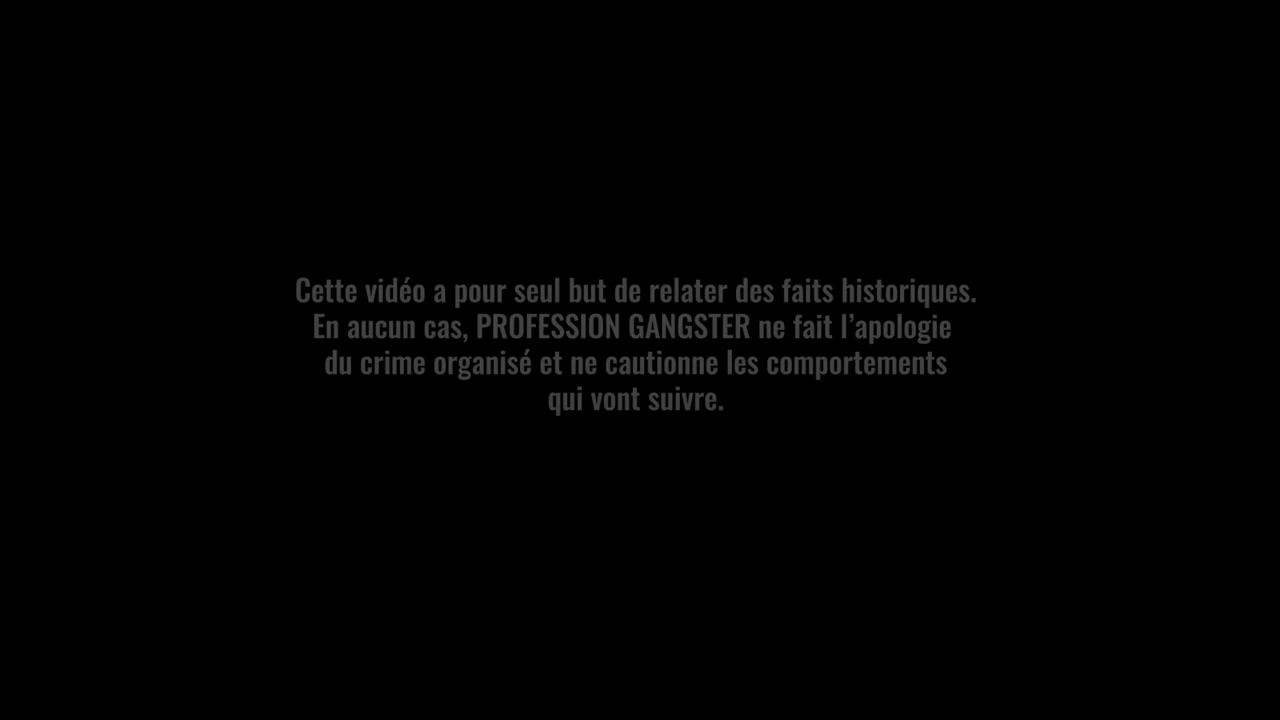 Cette vidéo a pour seul but de relater des faits historiques.
En aucun cas, PROFESSION GANGSTER ne fait l’apologie
du crime organisé et ne cautionne les comportements
qui vont suivre.